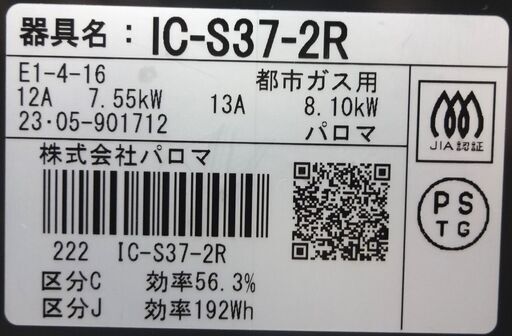 器具名: IC-S37-2R
E1-4-16 都市ガス用
12A 7.55kW 13A 8.10kW
23·05-901712 パロマ
JIA認証
株式会社パロマ
PS
TG
222 IC-S37-2R
区分C 効率56.3%
区分J 効率192Wh